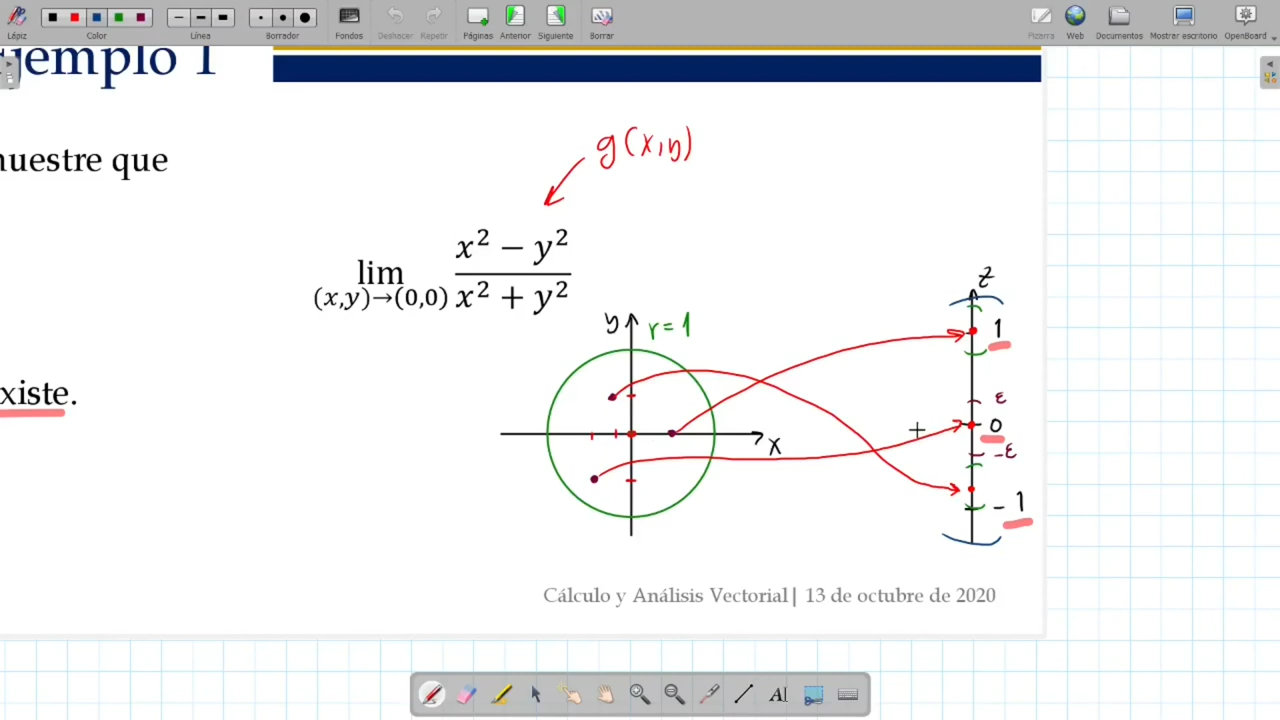 Lápiz Color Línea Borrador Fondos Deshacer Repetir Páginas Anterior Siguiente Borrar Pizarra Web Documentos Mostrar escritorio OpenBoard
jemplo 1
nuestre que
g(x,y)
lim (x,y)→(0,0) x² − y² / x² + y²
xiste.
y r = 1
x
z
1
ε
0
-ε
- 1
Cálculo y Análisis Vectorial| 13 de octubre de 2020
AI